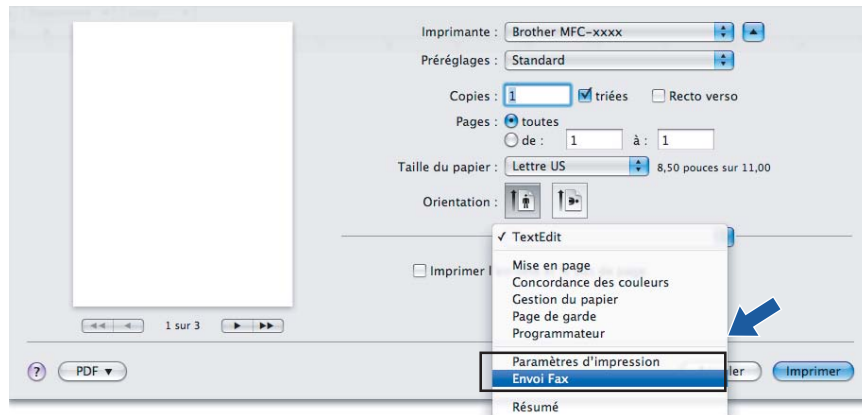 Imprimante : Brother MFC-xxxx
Préréglages : Standard
Copies : 1 triées Recto verso
Pages : toutes
de : 1 à : 1
Taille du papier : Lettre US 8,50 pouces sur 11,00
Orientation :
✓ TextEdit
Imprimer l
Mise en page
Concordance des couleurs
Gestion du papier
Page de garde
Programmateur
1 sur 3
Paramètres d'impression
Envoi Fax
Résumé
? PDF ▼ ler Imprimer